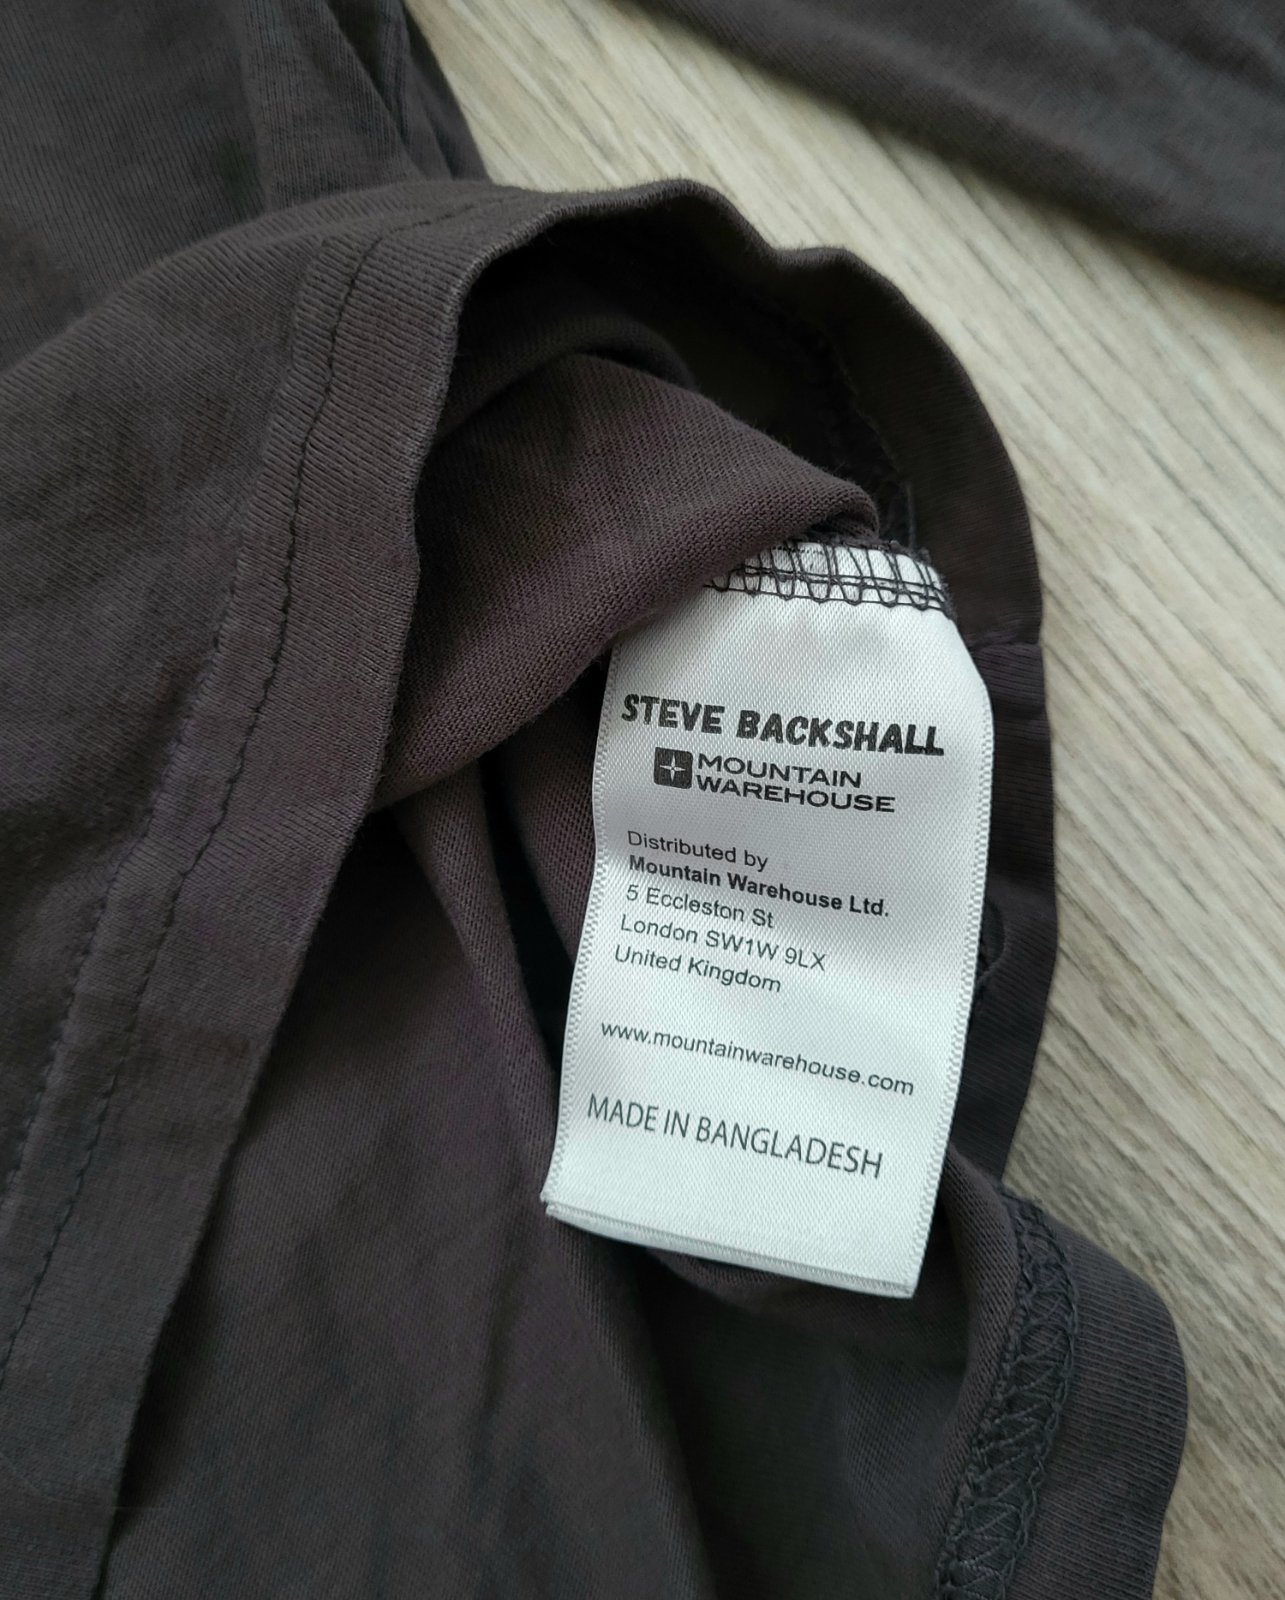 STEVE BACKSHALL
MOUNTAIN
WAREHOUSE
Distributed by
Mountain Warehouse Ltd.
5 Eccleston St
London SW1W 9LX
United Kingdom
www.mountainwarehouse.com
MADE IN BANGLADESH